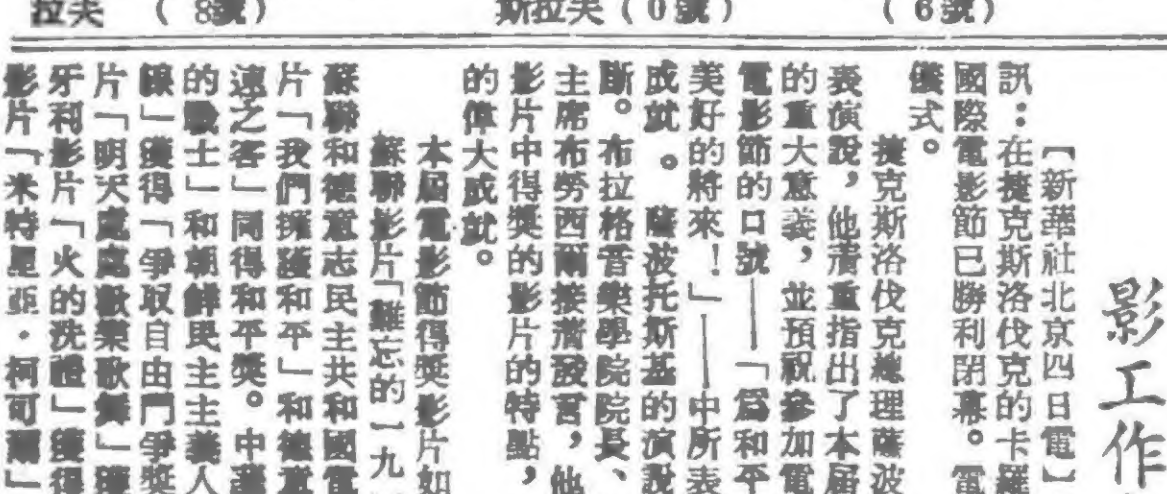 斯拉夫(0號)
(6號)
拉夫 (8號)
影工作
【新華社北京四日電】
訊：在捷克斯洛伐克的卡羅
國際電影節已勝利閉幕。電
儀式。
捷克斯洛伐克總理薩波
表演說，他着重指出了本屆
的重大意義，並預祝參加電
電影節的口號——「爲和平
美好的將來！」——中所表
成就。薩波托斯基的演說
斷。布拉格音樂學院院長、
主席布勞西爾接着發言，他
影片中得獎的影片的特點，
的偉大成就。
本屆電影節得獎影片如
蘇聯影片「難忘的一九
蘇聯和德意志民主共和國電
片「我們擁護和平」和德意
遠之客」同得和平獎。中華
的戰士」和朝鮮民主主義人
線」獲得「爭取自由鬥爭獎
片「明天處處歡樂歌舞」獲
牙利影片「火的洗禮」獲得
影片「米特里亞·柯可爾」